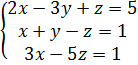 2x − 3y + z = 5
x + y − z = 1
3x − 5z = 1